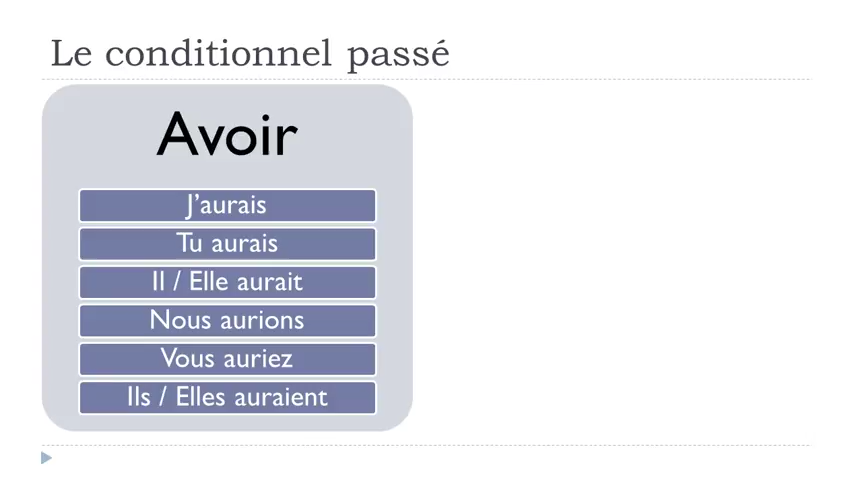 Le conditionnel passé
Avoir
J’aurais
Tu aurais
Il / Elle aurait
Nous aurions
Vous auriez
Ils / Elles auraient